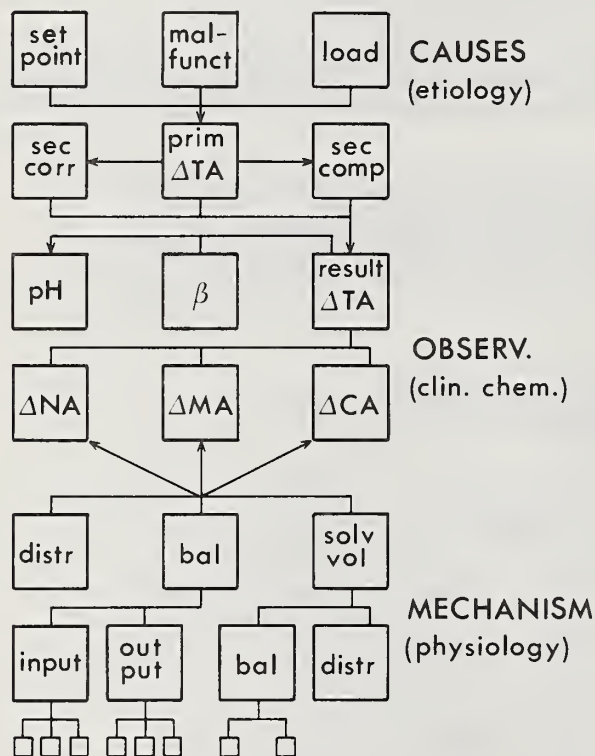 set point
mal-funct
load
CAUSES
(etiology)
sec corr
prim ΔTA
sec comp
pH
β
result ΔTA
OBSERV.
(clin. chem.)
ΔNA
ΔMA
ΔCA
distr
bal
solv vol
MECHANISM
(physiology)
input
out put
bal
distr